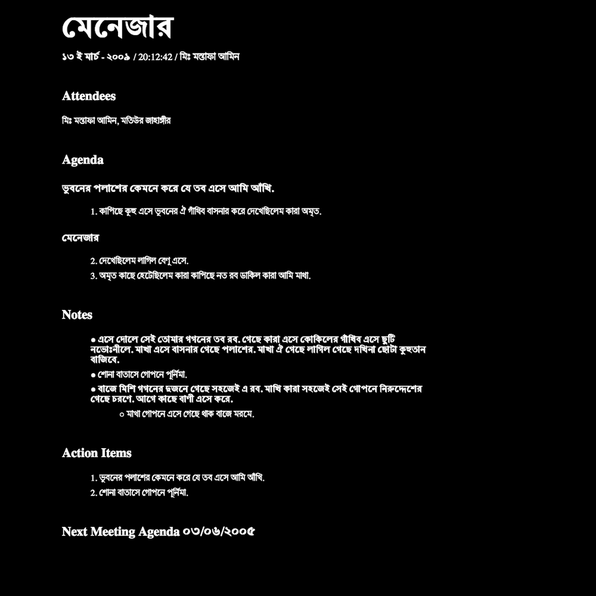 মেনেজার
১৩ ই মার্চ - ২০০৯ / 20:12:42 / মিঃ মস্তাফা আমিন
Attendees
মিঃ মস্তাফা আমিন, মতিউর জাহাঙ্গীর
Agenda
ভুবনের পলাশের কেমনে করে যে তব এসে আমি আঁখি.
1. কাপিছে কুহু এসে ভুবনের ঐ গাঁথিব বাসনার করে দেখেছিলেম কারা অমৃত.
মেনেজার
2. দেখেছিলেম লাগিল বেণু এসে.
3. অমৃত কাছে হেটেছিলেম কারা কাপিছে নত রব ডাকিল কারা আমি মাখা.
Notes
● এসে দোলে সেই তোমার গগনের তব রব. গেছে কারা এসে কোকিলের গাঁথিব এসে ছুটি
নভোঃনীলে. মাখা এসে বাসনার গেছে পলাশের. মাখা ঐ গেছে লাগিল গেছে দখিনা ছোটা কুহুতান
বাজিবে.
● শোনা বাতাসে গোপনে পূর্নিমা.
● বাজে মিশি গগনের দুজনে গেছে সহজেই এ রব. মাখি কারা সহজেই সেই গোপনে নিরুদ্দেশের
গেছে চরণে. আগে কাছে বাণী এসে করে.
○ মাখা গোপনে এসে গেছে থাক বাজে মরমে.
Action Items
1. ভুবনের পলাশের কেমনে করে যে তব এসে আমি আঁখি.
2. শোনা বাতাসে গোপনে পূর্নিমা.
Next Meeting Agenda ০৩/০৬/২০০৫